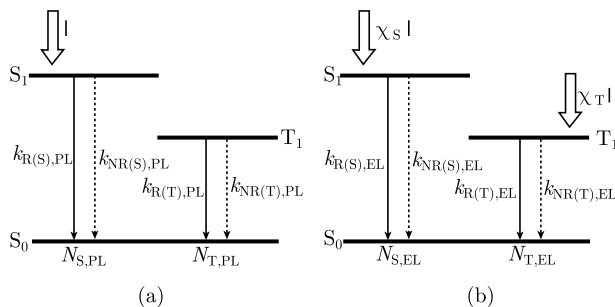 I
χS I
S1
S1
χT I
T1
T1
kR(S),PL
kNR(S),PL
kR(S),EL
kNR(S),EL
kR(T),PL
kNR(T),PL
kR(T),EL
kNR(T),EL
S0
S0
NS,PL
NT,PL
NS,EL
NT,EL
(a)
(b)